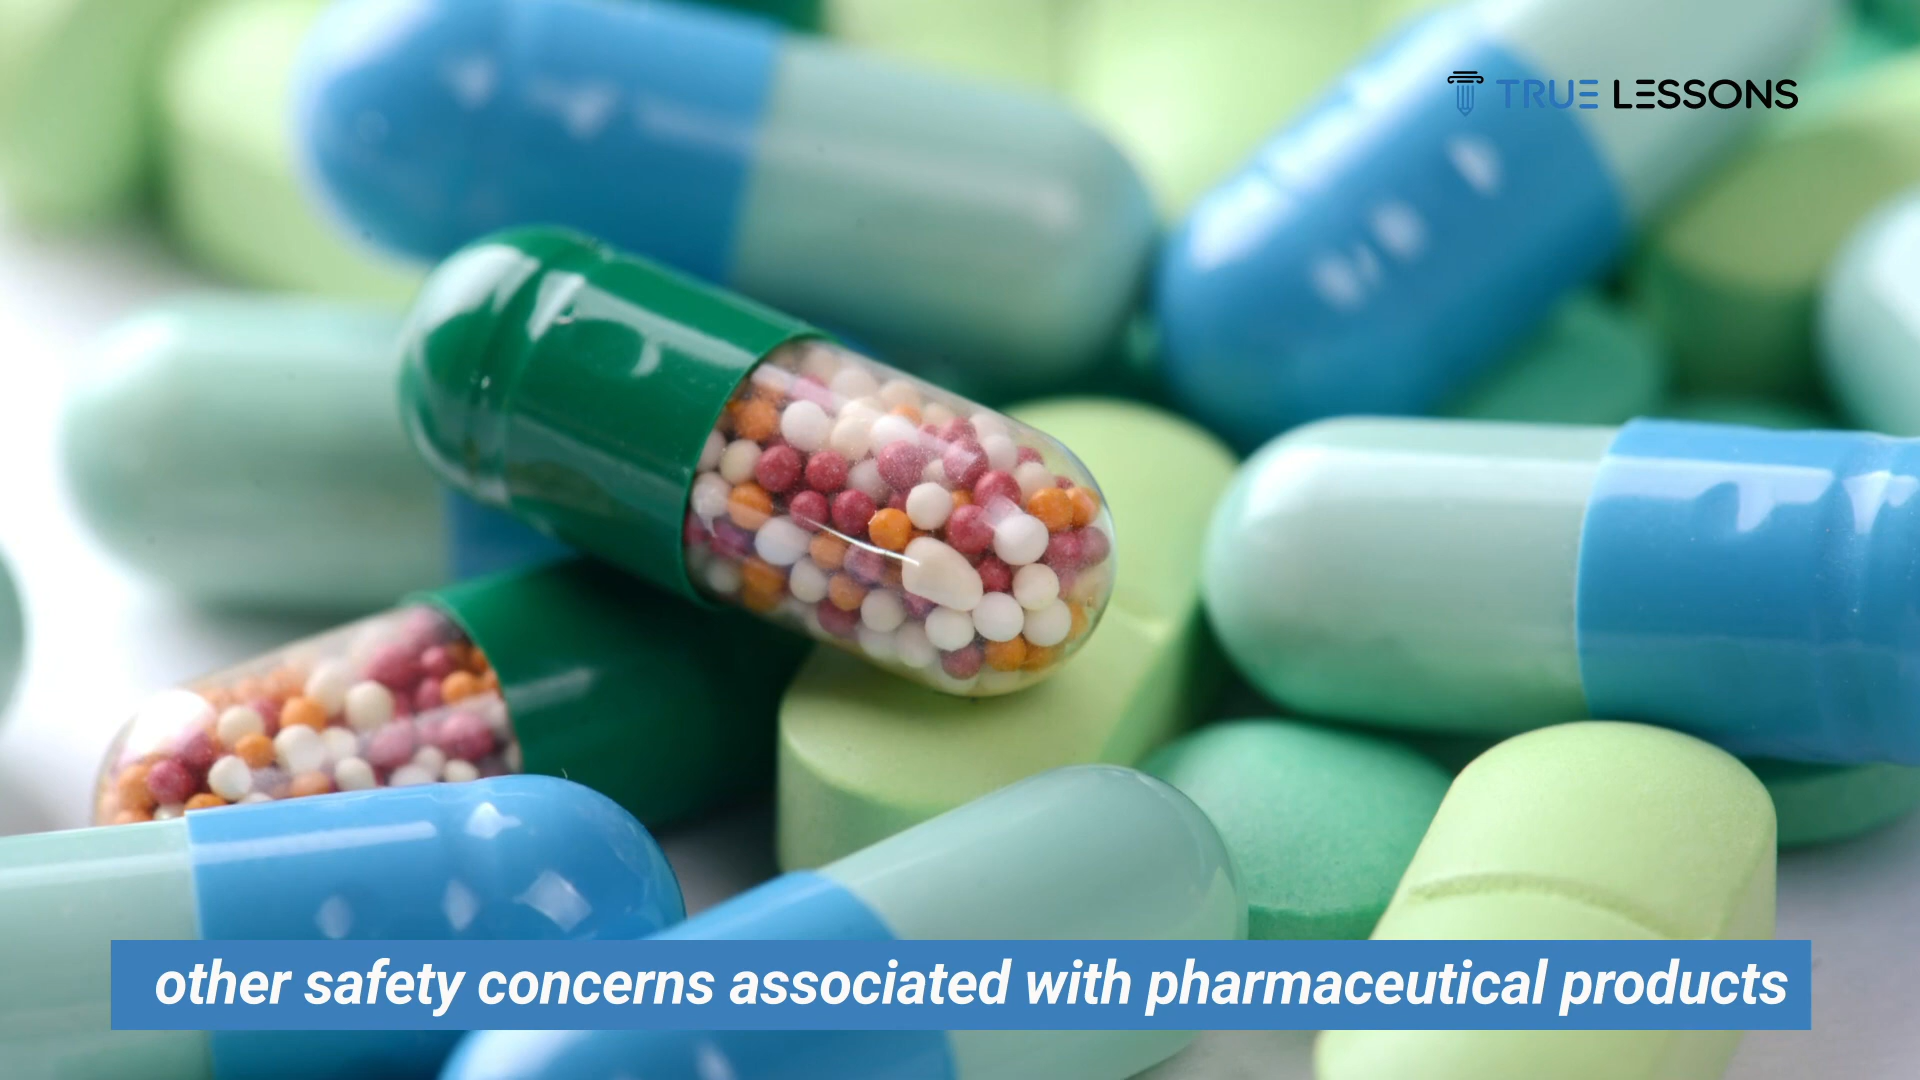 TRUE LESSONS
other safety concerns associated with pharmaceutical products